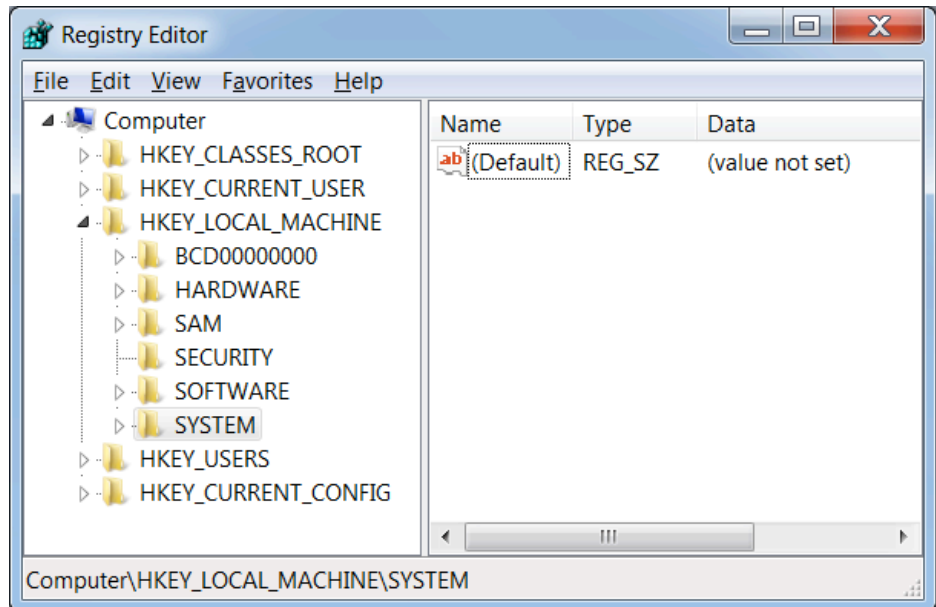 Registry Editor
File Edit View Favorites Help
Computer
HKEY_CLASSES_ROOT
HKEY_CURRENT_USER
HKEY_LOCAL_MACHINE
BCD00000000
HARDWARE
SAM
SECURITY
SOFTWARE
SYSTEM
HKEY_USERS
HKEY_CURRENT_CONFIG
Name Type Data
ab (Default) REG_SZ (value not set)
Computer\HKEY_LOCAL_MACHINE\SYSTEM